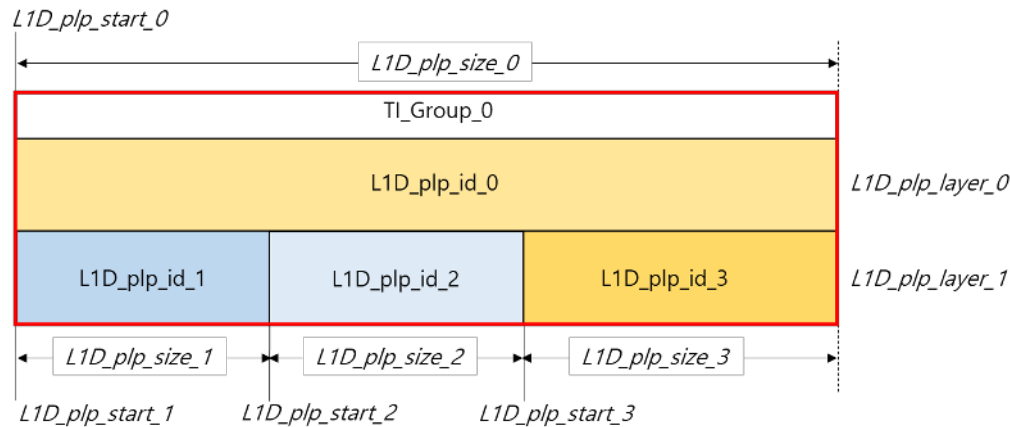 L1D_plp_start_0
L1D_plp_size_0
TI_Group_0
L1D_plp_id_0
L1D_plp_layer_0
L1D_plp_id_1
L1D_plp_id_2
L1D_plp_id_3
L1D_plp_layer_1
L1D_plp_size_1
L1D_plp_size_2
L1D_plp_size_3
L1D_plp_start_1
L1D_plp_start_2
L1D_plp_start_3